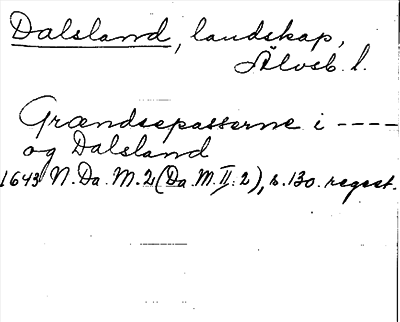 Dalsland, landskap,
Älvsb. l.
Grændsepasserne i ----
og Dalsland
1643 N. Da. M. 2 (Da. M. II: 2), s. 130. regest.